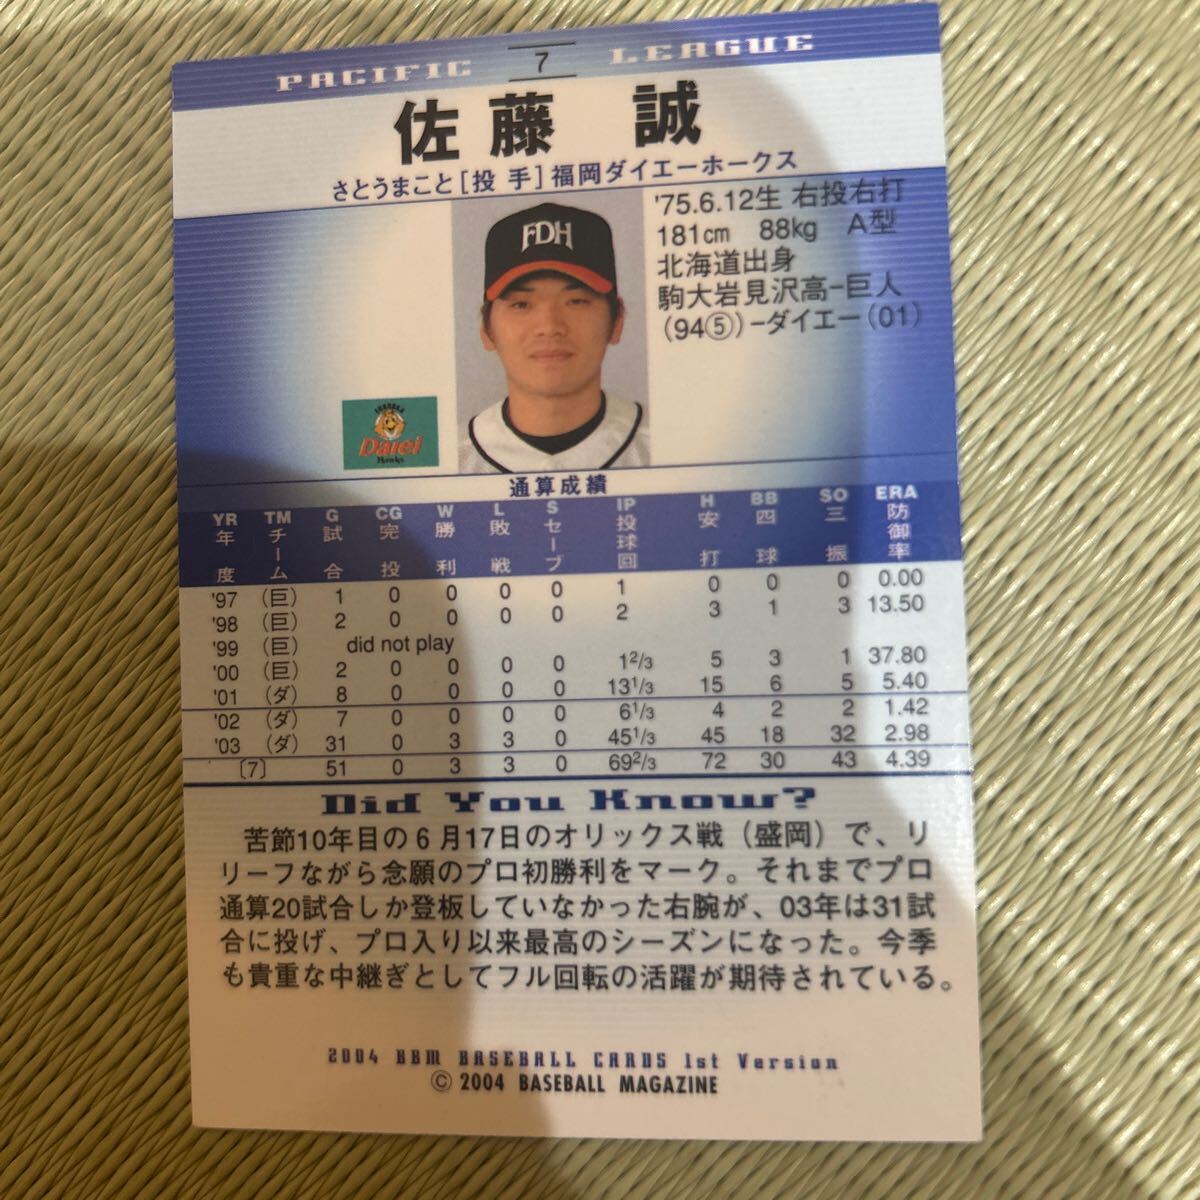 PACIFIC 7 LEAGUE
佐藤 誠
さとうまこと[投 手]福岡ダイエーホークス
FDH
'75.6.12生 右投右打
181cm 88kg A型
北海道出身
駒大岩見沢高−巨人
(94⑤)−ダイエー(01)
FUKUOKA
Daiei
Hawks
通算成績
YR TM G CG W L S IP H BB SO ERA
年度 チーム 試合 完投 勝利 敗戦 セーブ 投球回 安打 四球 三振 防御率
'97 (巨) 1 0 0 0 0 1 0 0 0 0.00
'98 (巨) 2 0 0 0 0 2 3 1 3 13.50
'99 (巨) did not play
'00 (巨) 2 0 0 0 0 1 2/3 5 3 1 37.80
'01 (ダ) 8 0 0 0 0 13 1/3 15 6 5 5.40
'02 (ダ) 7 0 0 0 0 6 1/3 4 2 2 1.42
'03 (ダ) 31 0 3 3 0 45 1/3 45 18 32 2.98
[7] 51 0 3 3 0 69 2/3 72 30 43 4.39
Did You Know?
苦節10年目の6月17日のオリックス戦(盛岡)で、リ
リーフながら念願のプロ初勝利をマーク。それまでプロ
通算20試合しか登板していなかった右腕が、03年は31試
合に投げ、プロ入り以来最高のシーズンになった。今季
も貴重な中継ぎとしてフル回転の活躍が期待されている。
2004 BBM BASEBALL CARDS 1st Version
© 2004 BASEBALL MAGAZINE